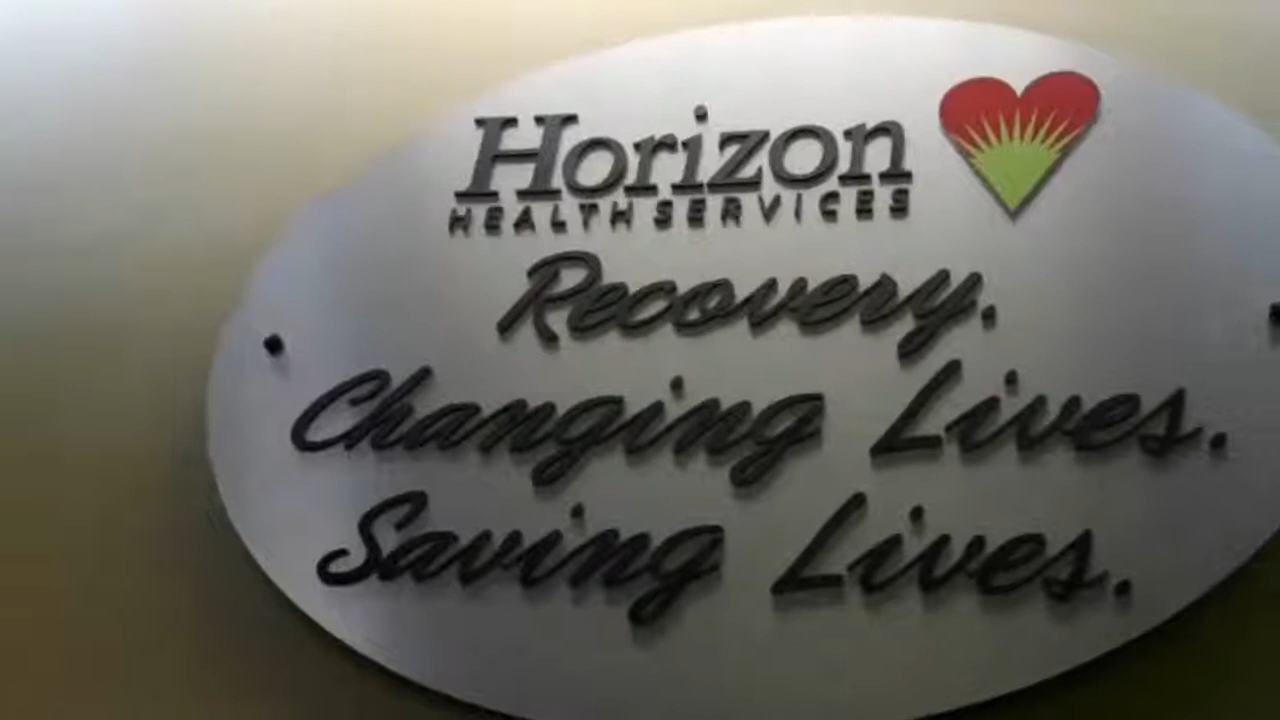 Horizon
HEALTH SERVICES
Recovery.
Changing Lives.
Saving Lives.